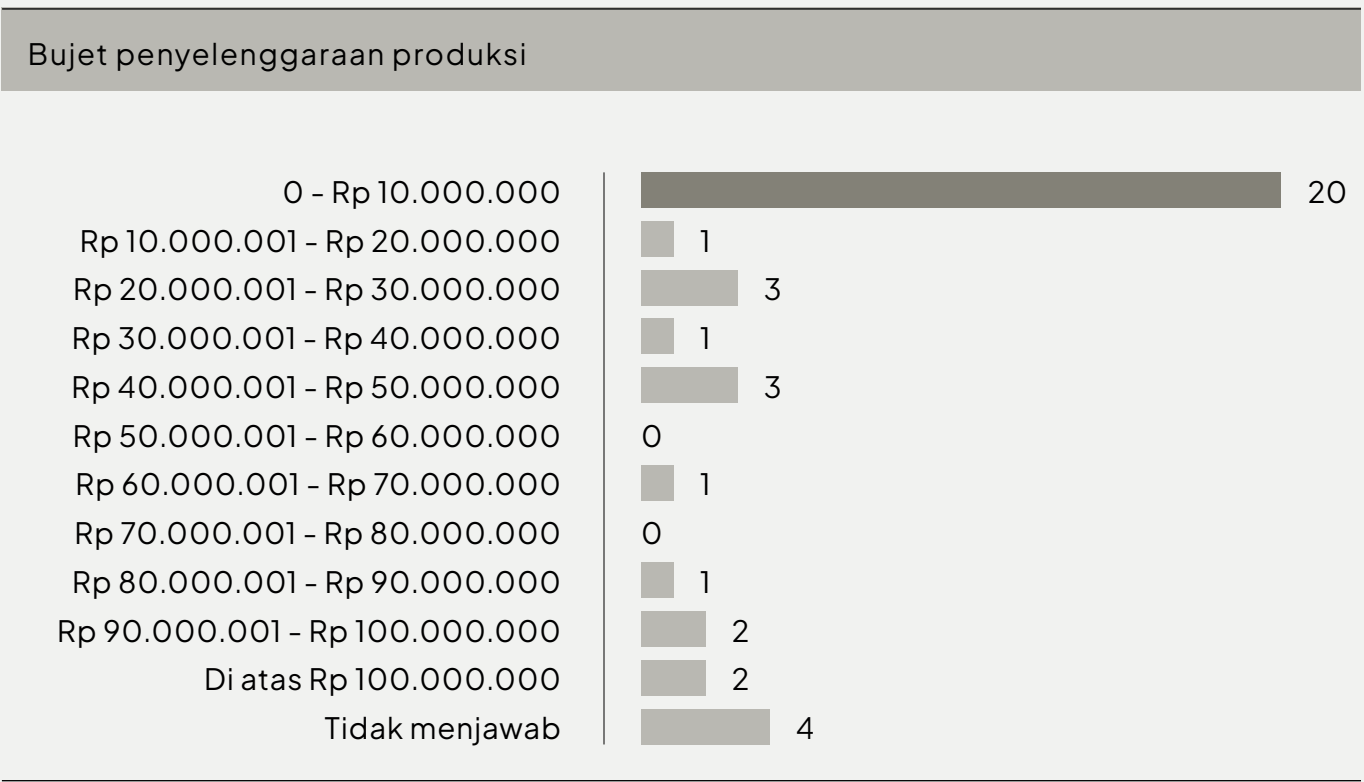 Bujet penyelenggaraan produksi
0 - Rp 10.000.000 20
Rp 10.000.001 - Rp 20.000.000 1
Rp 20.000.001 - Rp 30.000.000 3
Rp 30.000.001 - Rp 40.000.000 1
Rp 40.000.001 - Rp 50.000.000 3
Rp 50.000.001 - Rp 60.000.000 0
Rp 60.000.001 - Rp 70.000.000 1
Rp 70.000.001 - Rp 80.000.000 0
Rp 80.000.001 - Rp 90.000.000 1
Rp 90.000.001 - Rp 100.000.000 2
Di atas Rp 100.000.000 2
Tidak menjawab 4